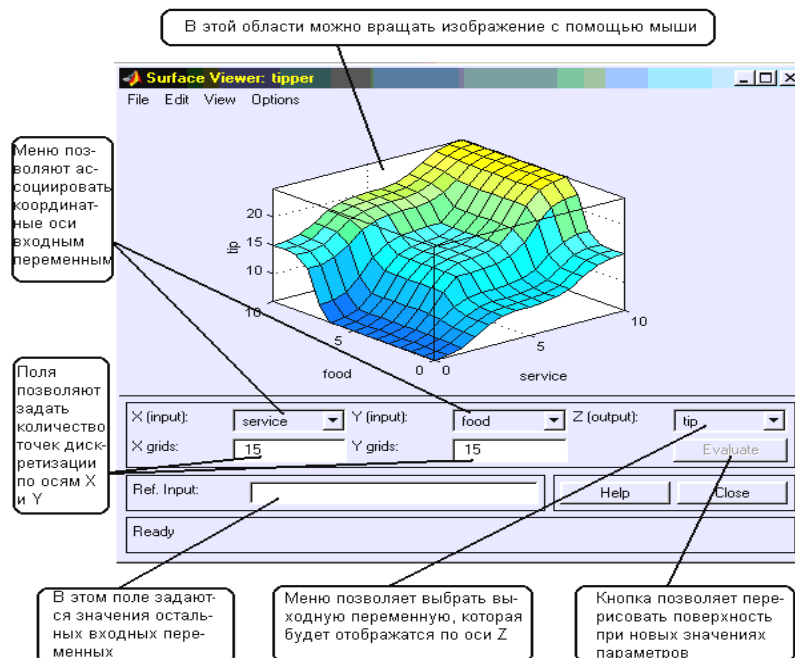 В этой области можно вращать изображение с помощью мыши
Surface Viewer: tipper
File Edit View Options
Меню поз-
воляют ас-
социировать
координат-
ные оси
входным
переменным
20
15
10
tip
10
5
0
food
0
5
10
service
Поля
позволяют
задать
количество
точек диск-
ретизации
по осям X
и Y
X (input): service Y (input): food Z (output): tip
X grids: 15 Y grids: 15 Evaluate
Ref. Input: Help Close
Ready
В этом поле задают-
ся значения осталь-
ных входных пере-
менных
Меню позволяет выбрать вы-
ходную переменную, которая
будет отображатся по оси Z
Кнопка позволяет пере-
рисовать поверхность
при новых значениях
параметров